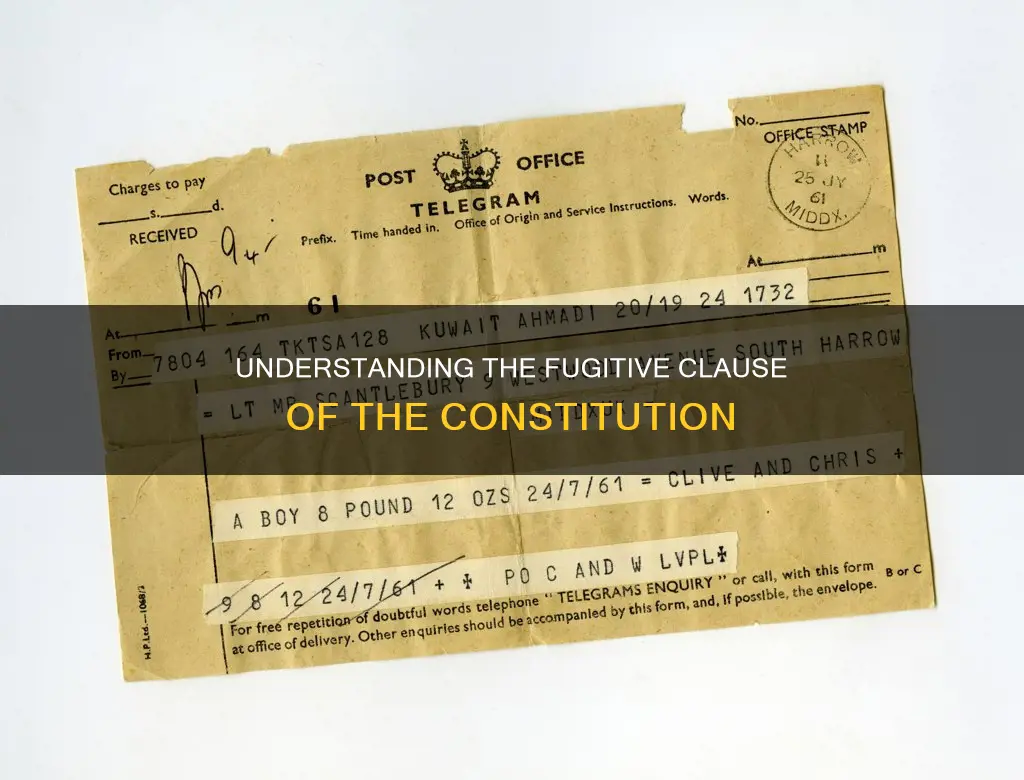 No.
OFFICE STAMP
HARROW
11
25 JY
61
MIDDX.
Charges to pay
s. d.
RECEIVED
POST OFFICE
TELEGRAM
Prefix. Time handed in. Office of Origin and Service Instructions. Words.
At m
61
At m
From
By
7804 164 TKTSA128 KUWAIT AHMADI 20/19 24 1732
UNDERSTANDING THE FUGITIVE CLAUSE
OF THE CONSTITUTION
= LT MR SCANTLEBURY 9 AVENUE SOUTH HARROW
A BOY 8 POUND 12 OZS 24/7/61 = CLIVE AND CHRIS +
9 8 12 24/7/61 + + PO C AND W LVPL +
For free repetition of doubtful words telephone "TELEGRAMS ENQUIRY" or call, with this form
at office of delivery. Other enquiries should be accompanied by this form, and, if possible, the envelope.
B or C